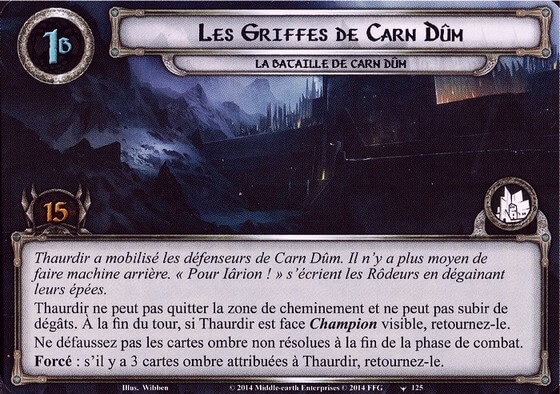 1B
LES GRIFFES DE CARN DÛM
LA BATAILLE DE CARN DÛM
15
Thaurdir a mobilisé les défenseurs de Carn Dûm. Il n'y a plus moyen de
faire machine arrière. « Pour Iârion ! » s'écrient les Rôdeurs en dégainant
leurs épées.
Thaurdir ne peut pas quitter la zone de cheminement et ne peut pas subir de
dégâts. À la fin du tour, si Thaurdir est face Champion visible, retournez-le.
Ne défaussez pas les cartes ombre non résolues à la fin de la phase de combat.
Forcé : s'il y a 3 cartes ombre attribuées à Thaurdir, retournez-le.
Illus. Wibben © 2014 Middle-earth Enterprises © 2014 FFG 125